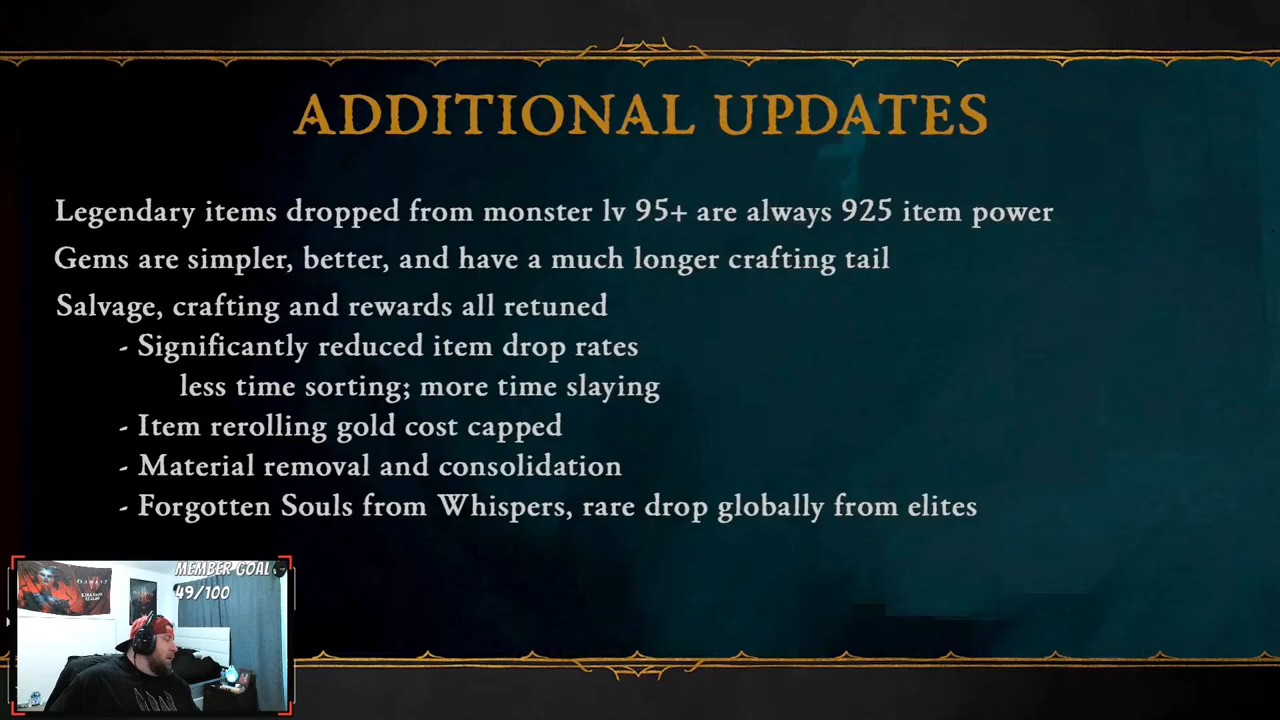 ADDITIONAL UPDATES
Legendary items dropped from monster lv 95+ are always 925 item power
Gems are simpler, better, and have a much longer crafting tail
Salvage, crafting and rewards all retuned
- Significantly reduced item drop rates
less time sorting; more time slaying
- Item rerolling gold cost capped
- Material removal and consolidation
- Forgotten Souls from Whispers, rare drop globally from elites
MEMBER GOAL
49/100